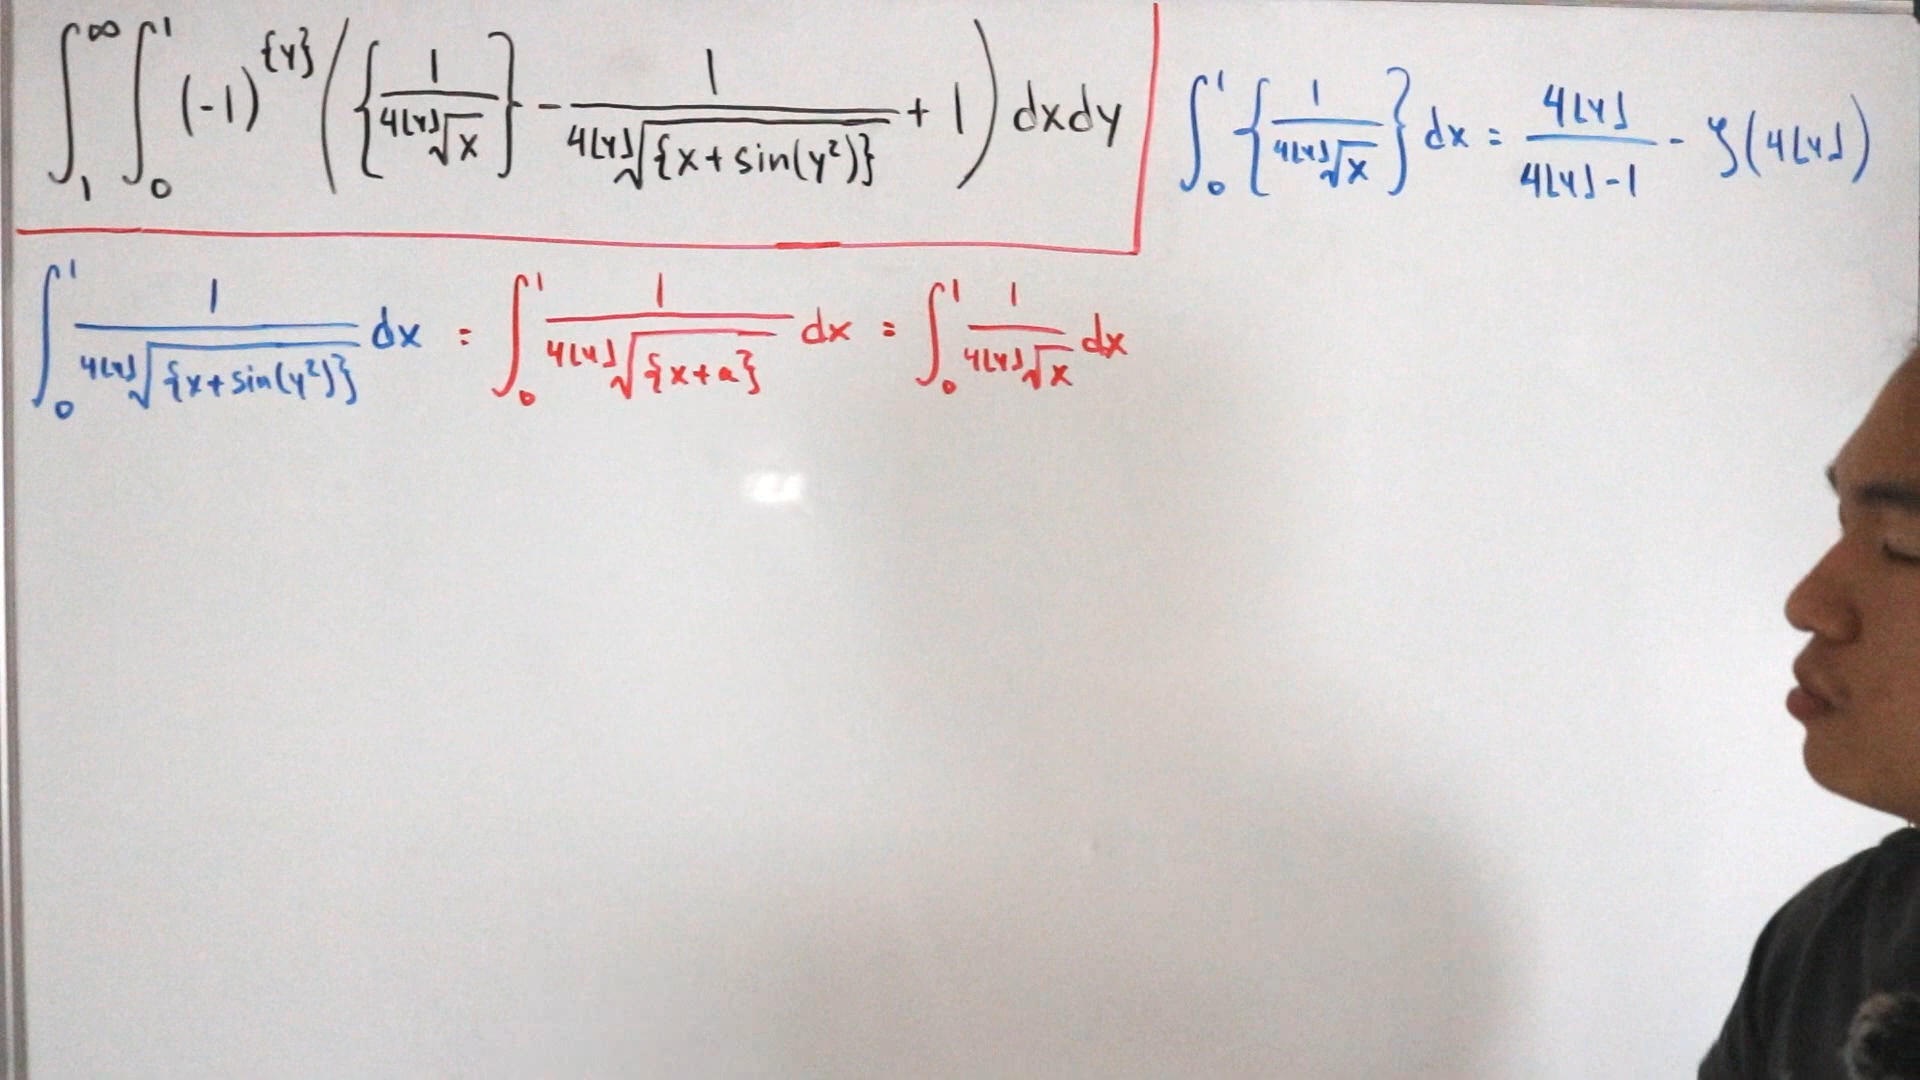 ∫₁^∞ ∫₀¹ (-1)^{y} ( { 1 / ⁴⌊y⌋√x } - 1 / ⁴⌊y⌋√{x + sin(y²)} + 1 ) dx dy
∫₀¹ { 1 / ⁴⌊y⌋√x } dx = 4⌊y⌋ / 4⌊y⌋-1 - ζ(4⌊y⌋)
∫₀¹ 1 / ⁴⌊y⌋√{x + sin(y²)} dx = ∫₀¹ 1 / ⁴⌊y⌋√{x + a} dx = ∫₀¹ 1 / ⁴⌊y⌋√x dx